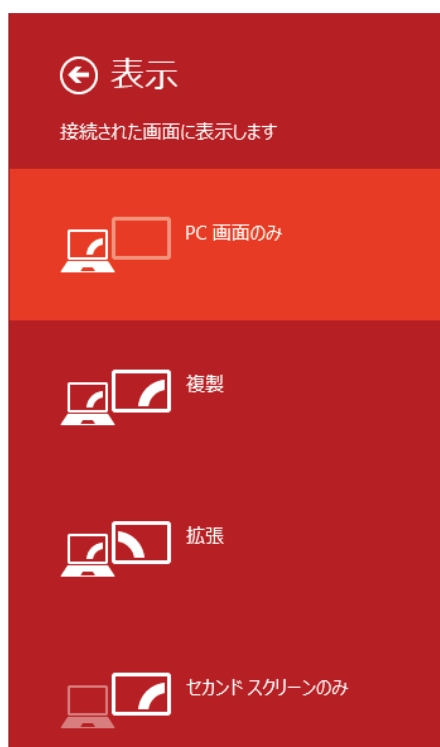 表示
接続された画面に表示します
PC 画面のみ
複製
拡張
セカンド スクリーンのみ